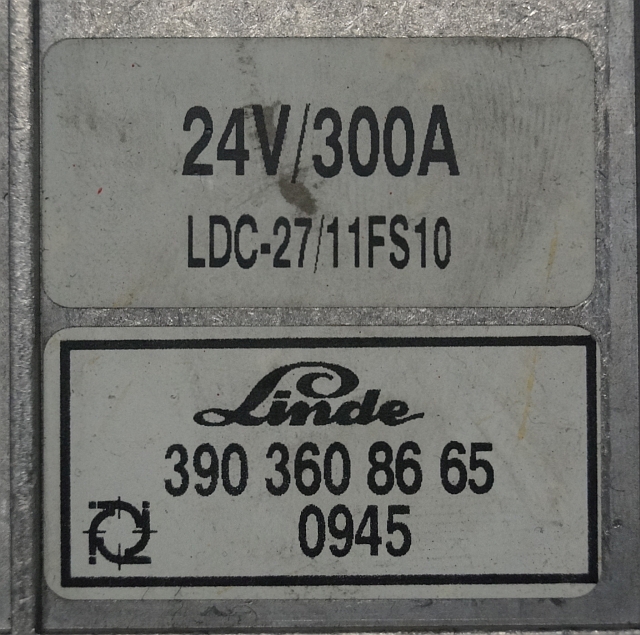 24V/300A
LDC-27/11FS10
Linde
390 360 86 65
0945